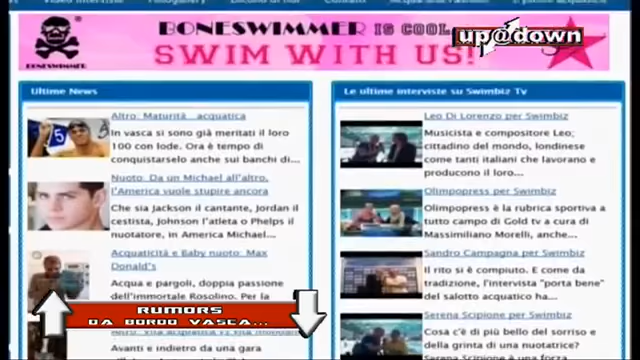 BONESWIMMER IS COOL
up@down
SWIM WITH US!
BONESWIMMER
Ultime News
Altro: Maturità acquatica
In vasca si sono già meritati il loro
100 con lode. Ora è tempo di
conquistarselo anche sui banchi di...
Nuoto: Da un Michael all'altro,
l'America vuole stupire ancora
Che sia Jackson il cantante, Jordan il
cestista, Johnson l'atleta o Phelps il
nuotatore, in America Michael...
Acquaticità e Baby nuoto: Max
Donald's
Acqua e pargoli, doppia passione
dell'immortale Rosolino. Per la
Avanti e indietro da una gara
Le ultime interviste su Swimbiz Tv
Leo Di Lorenzo per Swimbiz
Musicista e compositore Leo;
cittadino del mondo, londinese
come tanti italiani che lavorano e
producono il loro...
Olimpopress per Swimbiz
Olimpopress è la rubrica sportiva a
tutto campo di Gold tv a cura di
Massimiliano Morelli, anche...
Sandro Campagna per Swimbiz
Il rito si è compiuto. E come da
tradizione, l'intervista "porta bene"
del salotto acquatico ha...
Serena Scipione per Swimbiz
Cosa c'è di più bello del sorriso e
della grinta di una nuotatrice?
RUMORS
DA BORDO VASCA...